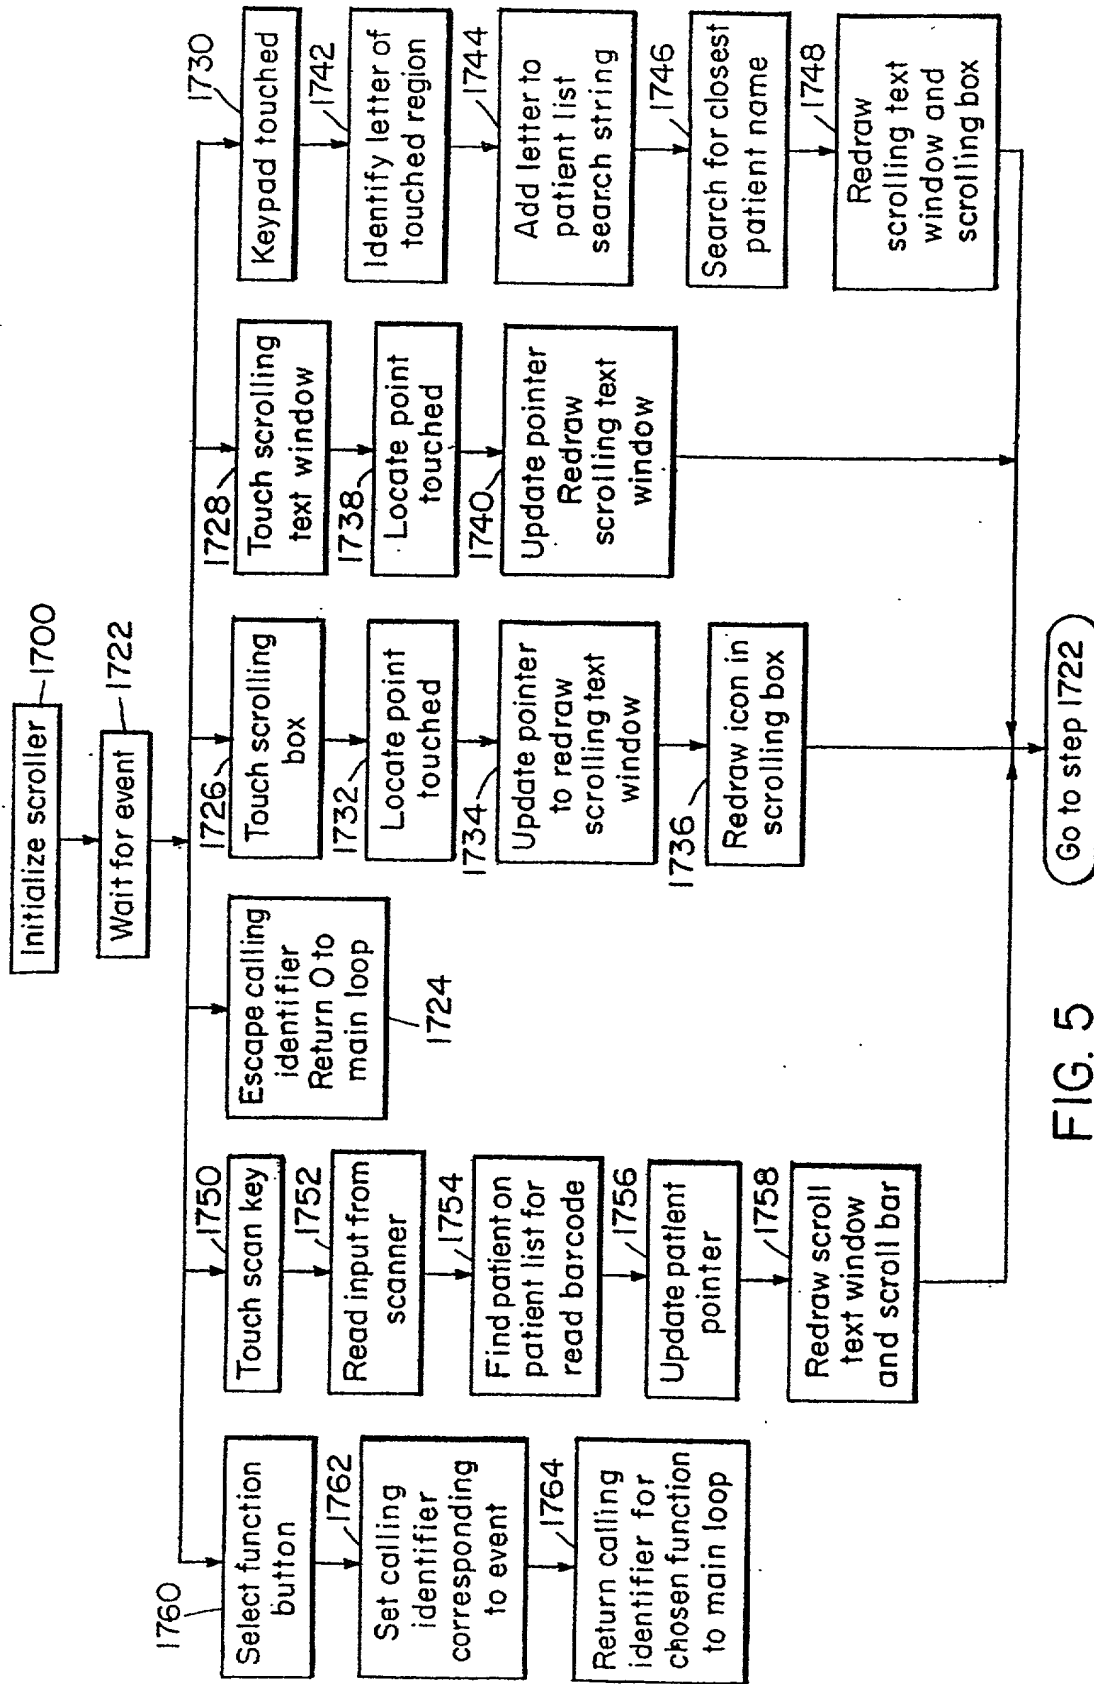 Initialize scroller
1700
Wait for event
1722
1760
Select function
button
1762
Set calling
identifier
corresponding
to event
1764
Return calling
identifier for
chosen function
to main loop
1750
Touch scan key
1752
Read input from
scanner
1754
Find patient on
patient list for
read barcode
1756
Update patient
pointer
1758
Redraw scroll
text window
and scroll bar
Escape calling
identifier
Return 0 to
main loop
1724
1726
Touch scrolling
box
1732
Locate point
touched
1734
Update pointer
to redraw
scrolling text
window
1736
Redraw icon in
scrolling box
1728
Touch scrolling
text window
1738
Locate point
touched
1740
Update pointer
Redraw
scrolling text
window
1730
Keypad touched
1742
Identify letter of
touched region
1744
Add letter to
patient list
search string
1746
Search for closest
patient name
1748
Redraw
scrolling text
window and
scrolling box
Go to step 1722
FIG. 5